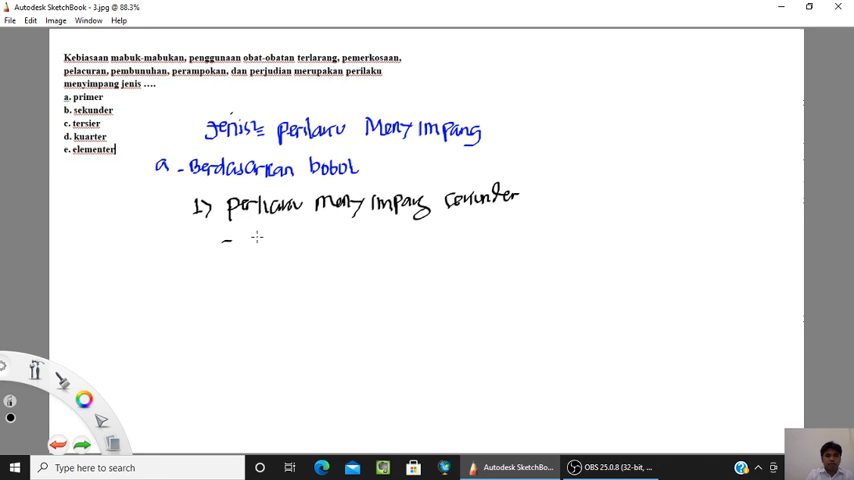 Autodesk SketchBook - 3.jpg @ 88.3%
File Edit Image Window Help
Kebiasaan mabuk-mabukan, penggunaan obat-obatan terlarang, pemerkosaan,
pelacuran, pembunuhan, perampokan, dan perjudian merupakan perilaku
menyimpang jenis ....
a. primer
b. sekunder
c. tersier
d. kuarter
e. elementer
Jenis2 perilaku Menyimpang
a - Berdasarkan bobot
1) perilaku menyimpang sekunder
-
Type here to search
Autodesk SketchBo...
OBS 25.0.8 (32-bit, ...